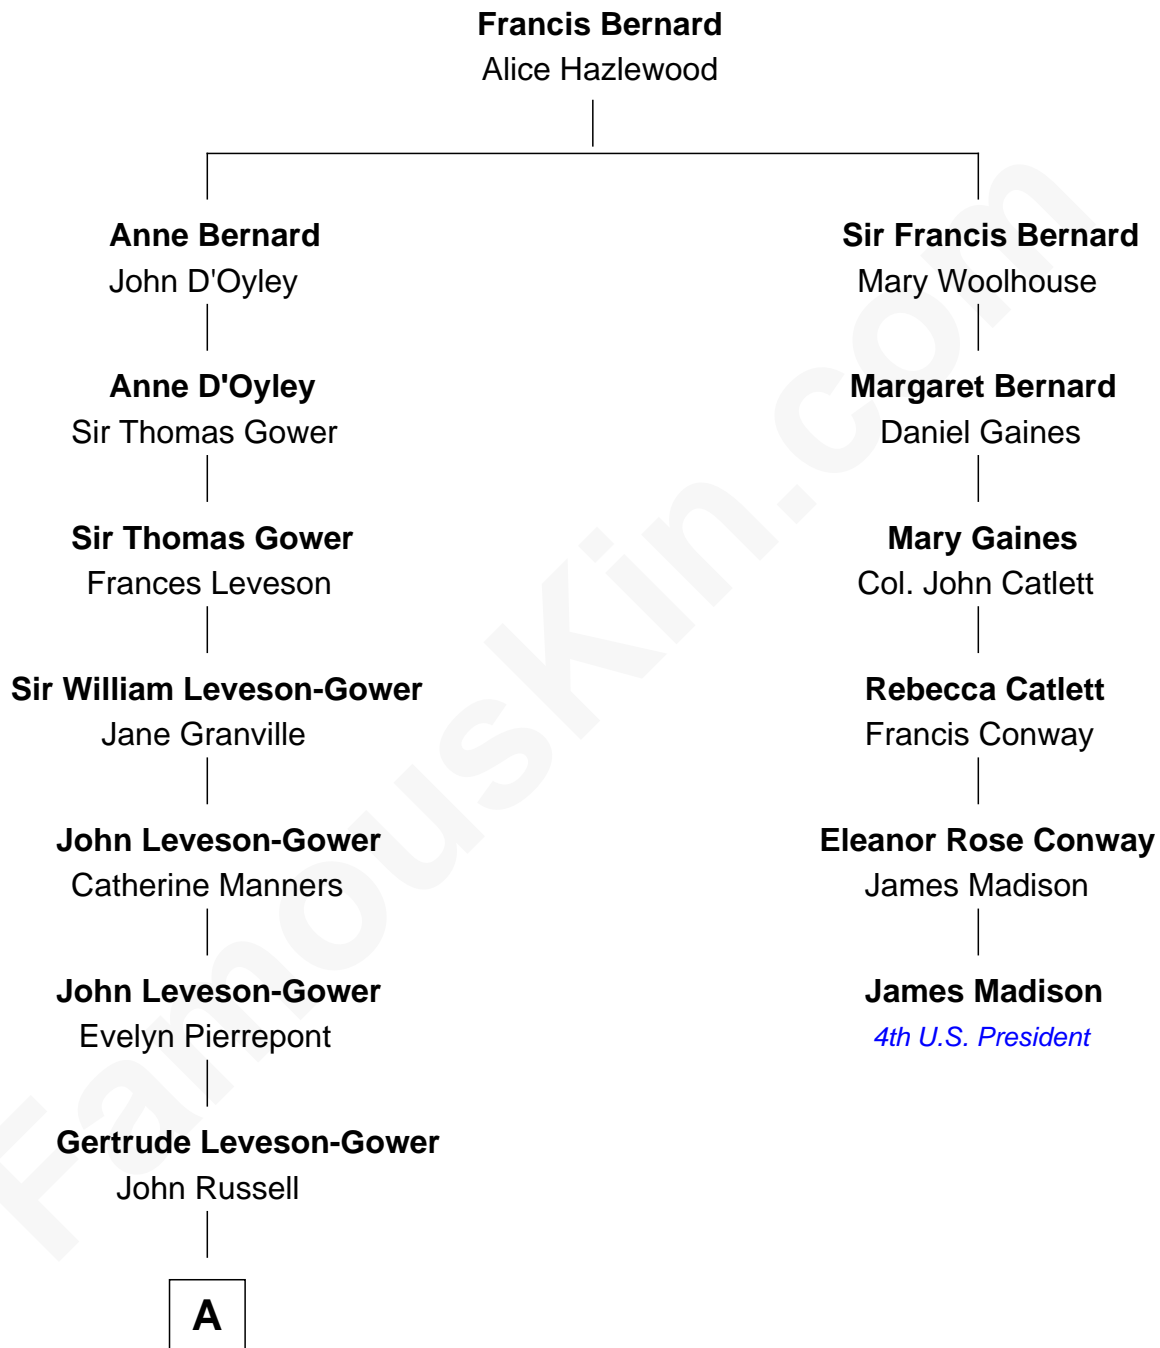 Francis Bernard
Alice Hazlewood
Anne Bernard
John D'Oyley
Sir Francis Bernard
Mary Woolhouse
Anne D'Oyley
Sir Thomas Gower
Margaret Bernard
Daniel Gaines
Sir Thomas Gower
Frances Leveson
Mary Gaines
Col. John Catlett
Sir William Leveson-Gower
Jane Granville
Rebecca Catlett
Francis Conway
John Leveson-Gower
Catherine Manners
Eleanor Rose Conway
James Madison
John Leveson-Gower
Evelyn Pierrepont
James Madison
4th U.S. President
Gertrude Leveson-Gower
John Russell
A
FamousKin.com